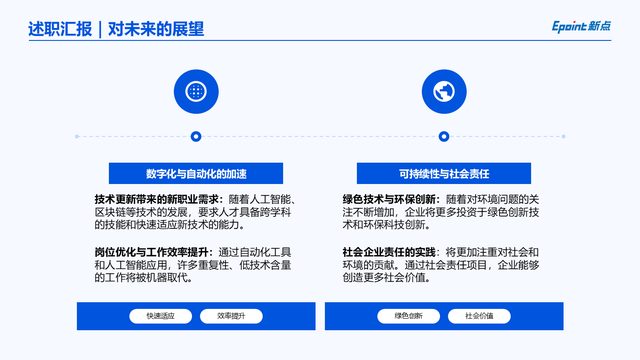 述职汇报｜对未来的展望
Epoint新点
数字化与自动化的加速
技术更新带来的新职业需求：随着人工智能、
区块链等技术的发展，要求人才具备跨学科
的技能和快速适应新技术的能力。
岗位优化与工作效率提升：通过自动化工具
和人工智能应用，许多重复性、低技术含量
的工作将被机器取代。
快速适应
效率提升
可持续性与社会责任
绿色技术与环保创新：随着对环境问题的关
注不断增加，企业将更多投资于绿色创新技
术和环保科技创新。
社会企业责任的实践：将更加注重对社会和
环境的贡献。通过社会责任项目，企业能够
创造更多社会价值。
绿色创新
社会价值